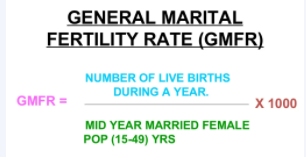 GENERAL MARITAL
FERTILITY RATE (GMFR)
NUMBER OF LIVE BIRTHS
DURING A YEAR.
GMFR =
X 1000
MID YEAR MARRIED FEMALE
POP (15-49) YRS